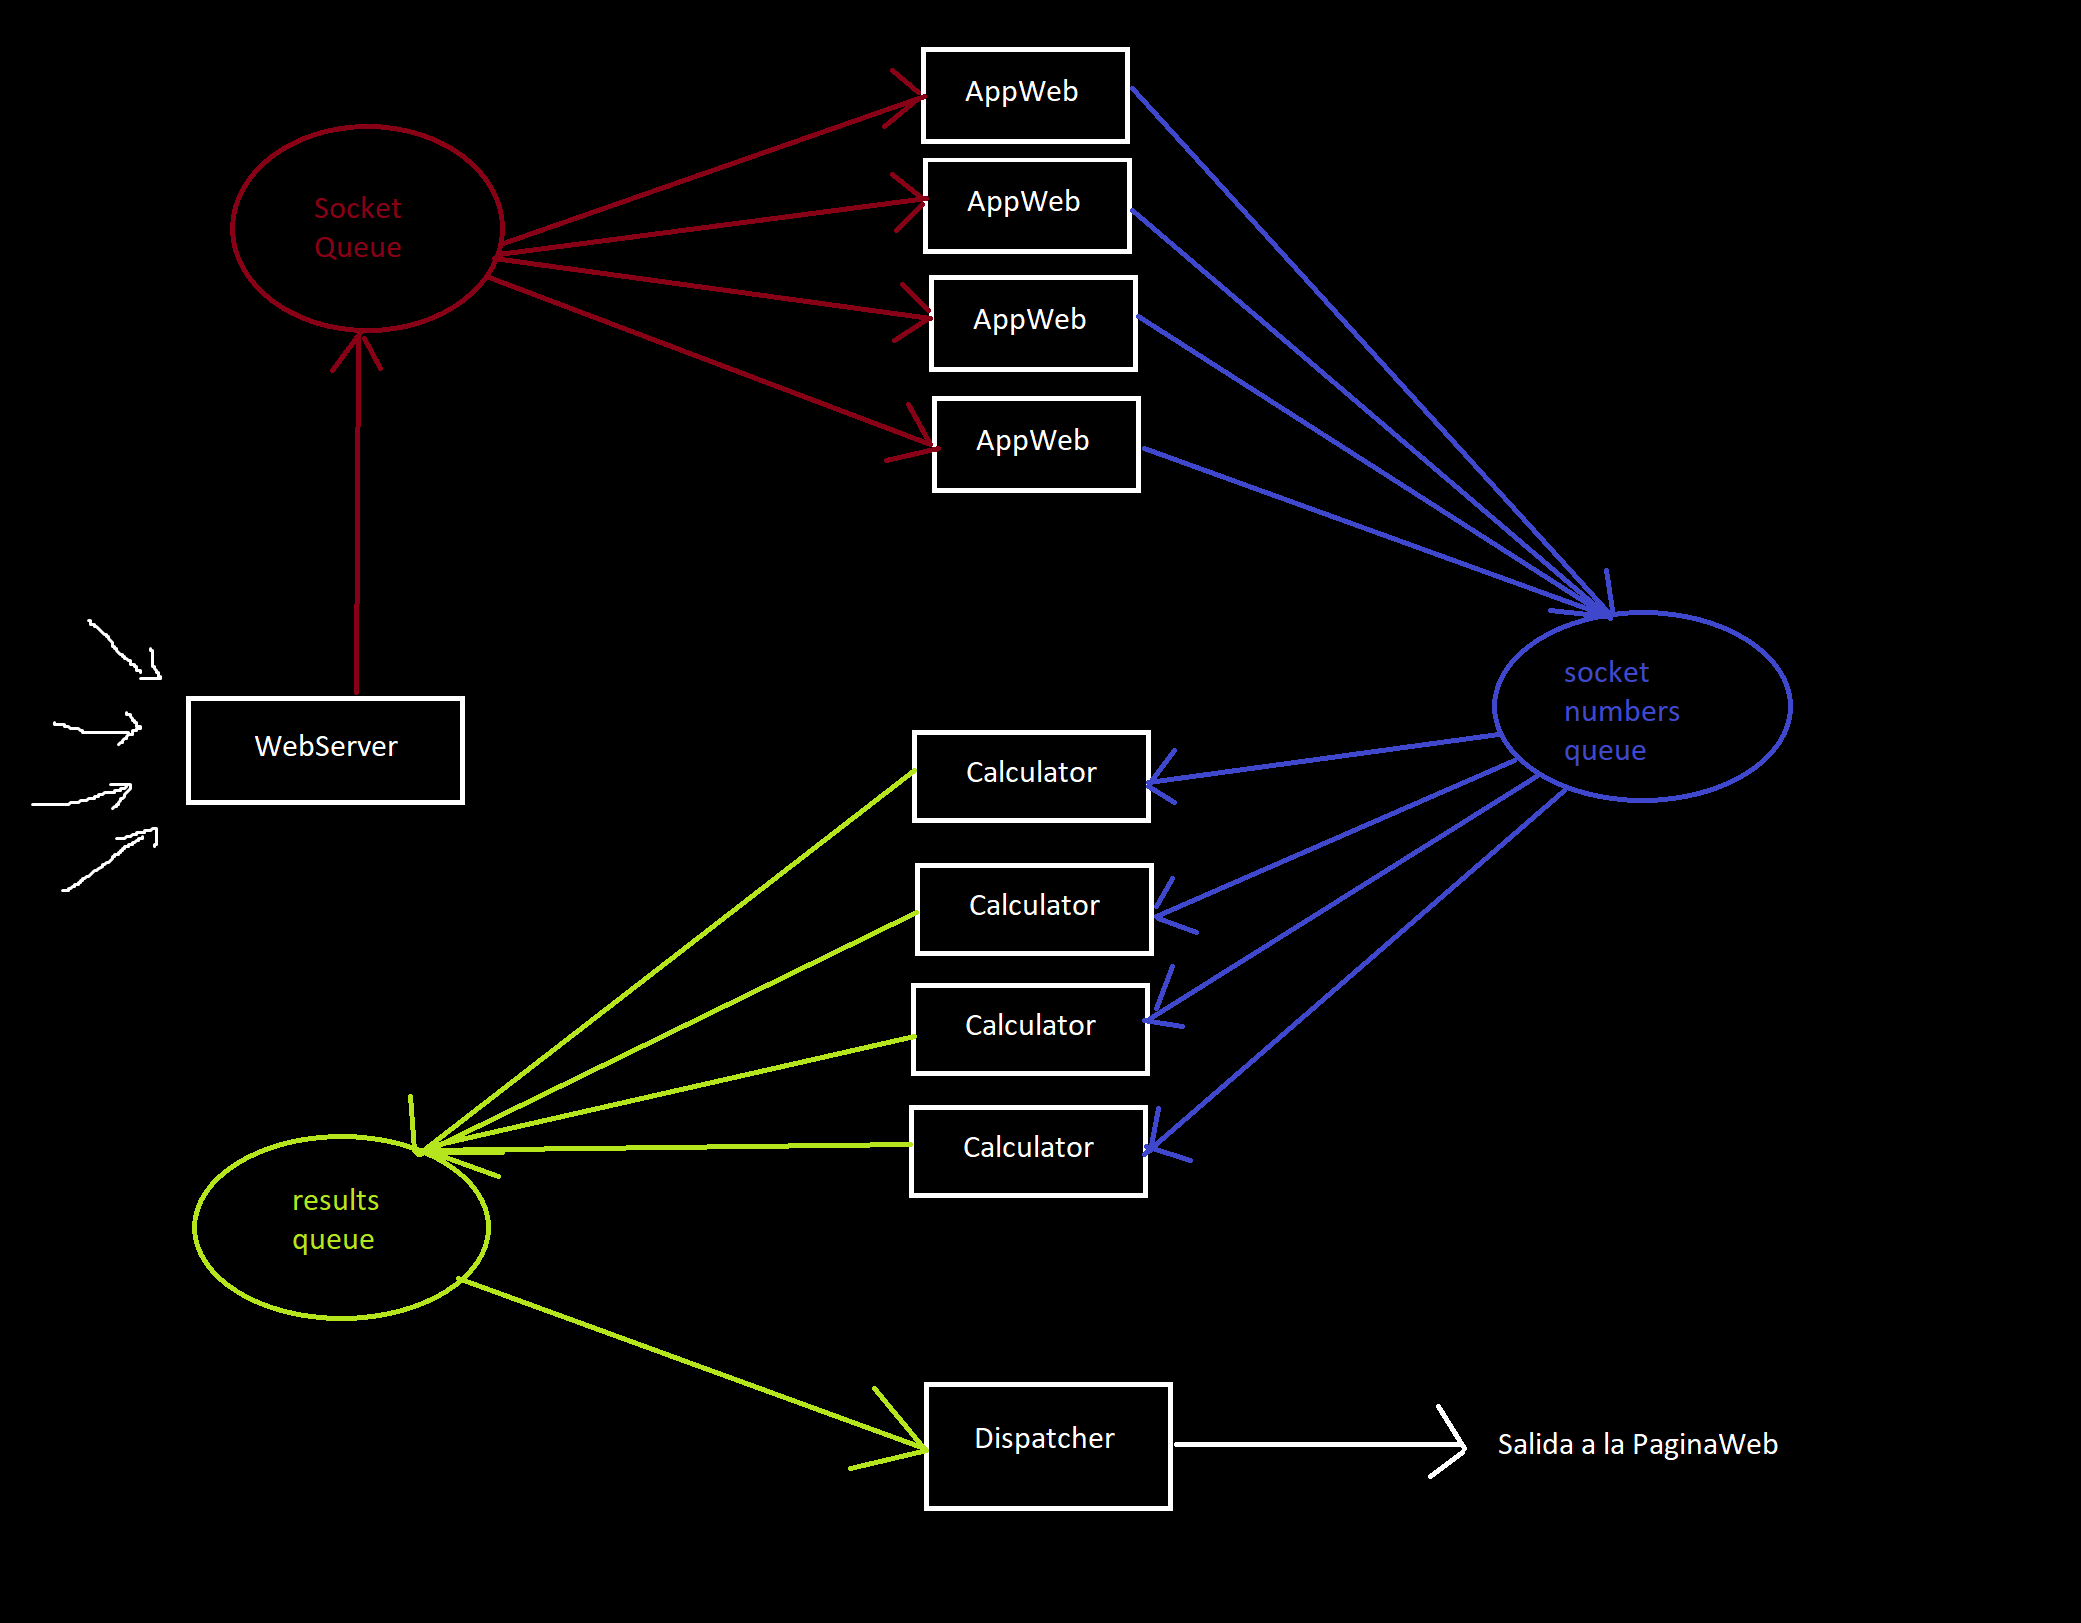 AppWeb
Socket
Queue
AppWeb
AppWeb
AppWeb
socket
numbers
queue
WebServer
Calculator
Calculator
Calculator
Calculator
results
queue
Dispatcher
Salida a la PaginaWeb